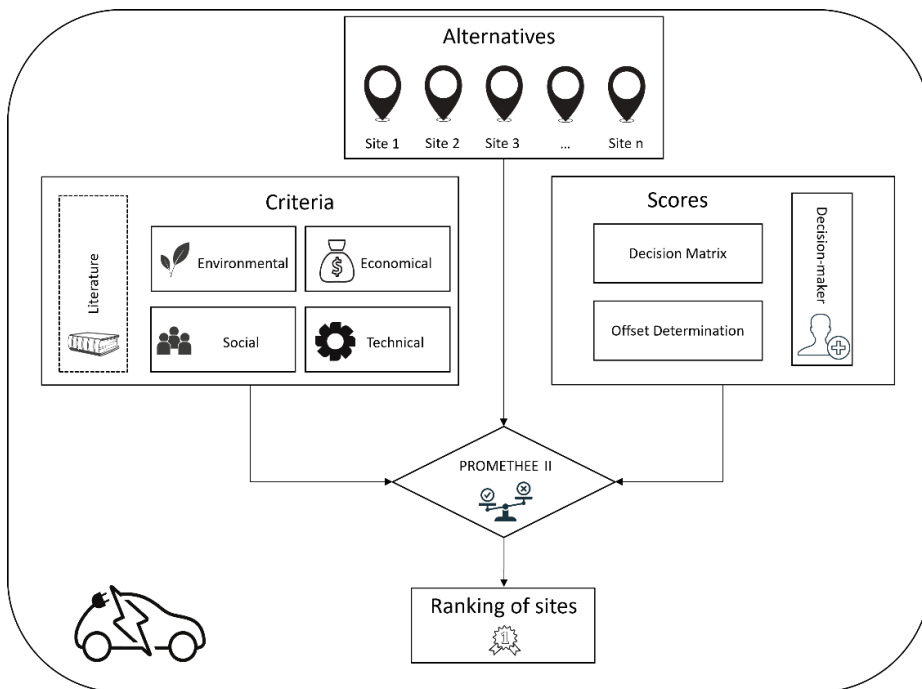 Alternatives
Site 1
Site 2
Site 3
...
Site n
Criteria
Literature
Environmental
$
Economical
Social
Technical
Scores
Decision Matrix
Offset Determination
Decision-maker
PROMETHEE II
Ranking of sites
1